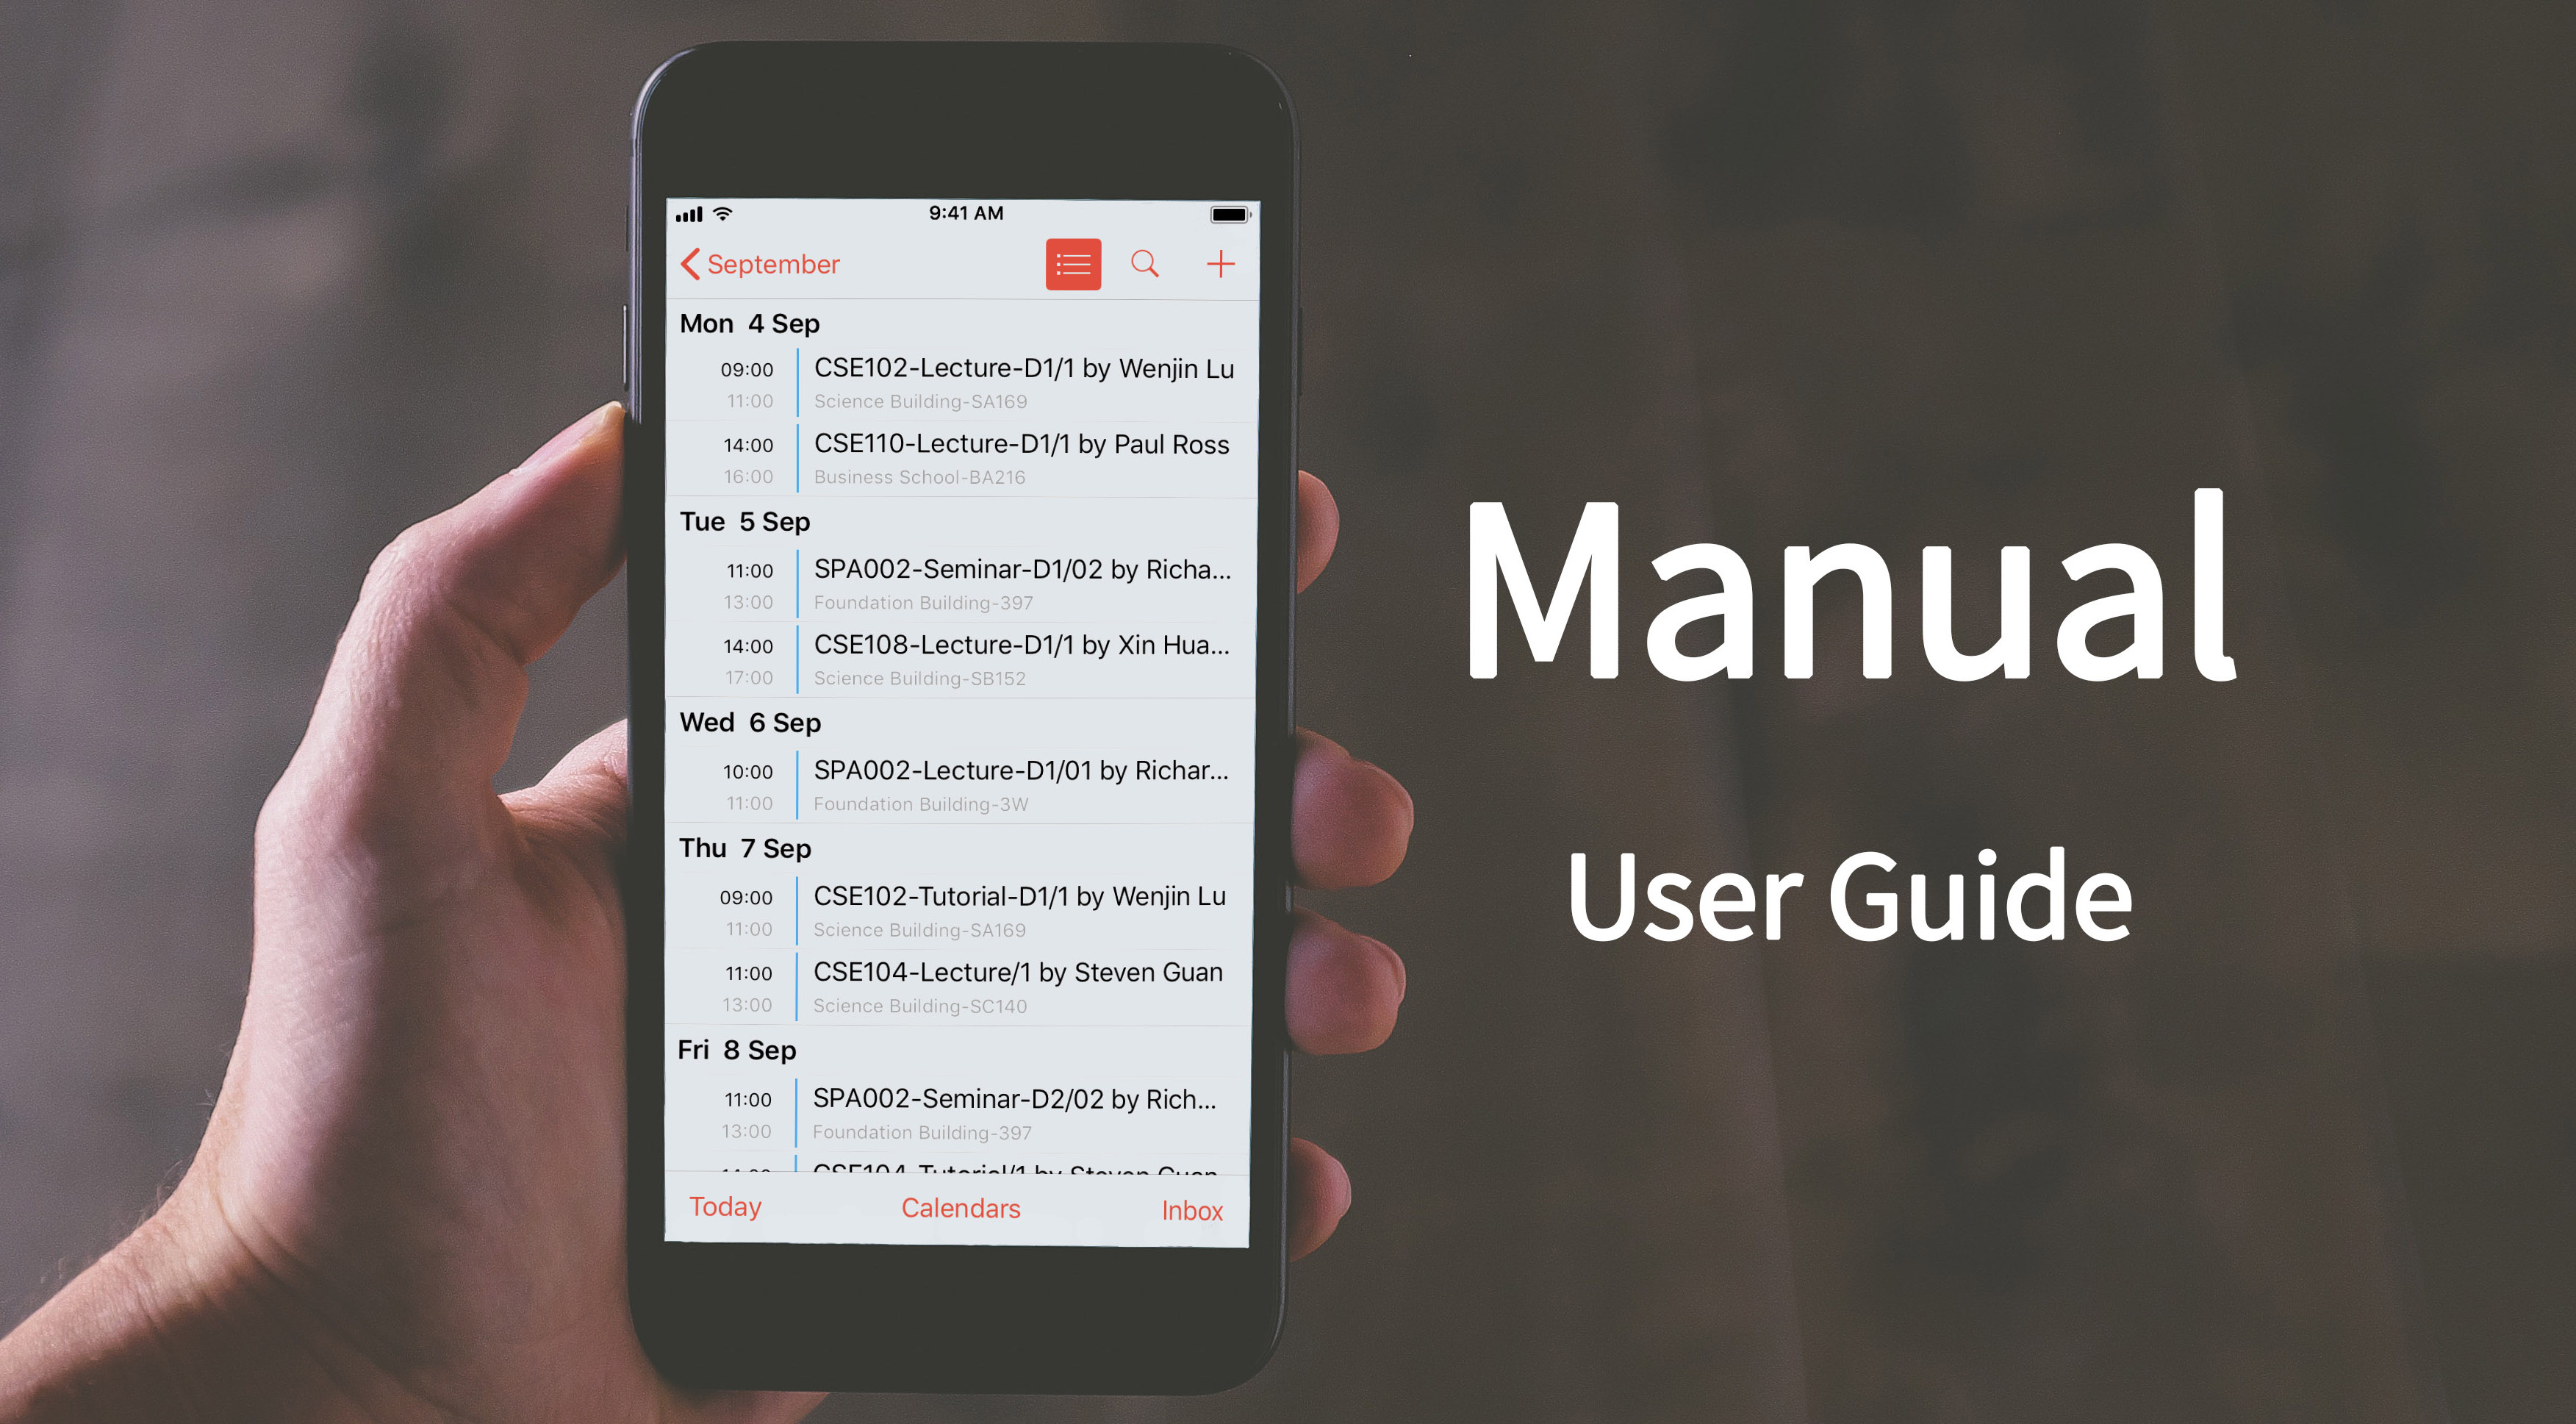 9:41 AM
September
Mon 4 Sep
09:00 CSE102-Lecture-D1/1 by Wenjin Lu
11:00 Science Building-SA169
14:00 CSE110-Lecture-D1/1 by Paul Ross
16:00 Business School-BA216
Tue 5 Sep
11:00 SPA002-Seminar-D1/02 by Richa...
13:00 Foundation Building-397
14:00 CSE108-Lecture-D1/1 by Xin Hua...
17:00 Science Building-SB152
Wed 6 Sep
10:00 SPA002-Lecture-D1/01 by Richar...
11:00 Foundation Building-3W
Thu 7 Sep
09:00 CSE102-Tutorial-D1/1 by Wenjin Lu
11:00 Science Building-SA169
11:00 CSE104-Lecture/1 by Steven Guan
13:00 Science Building-SC140
Fri 8 Sep
11:00 SPA002-Seminar-D2/02 by Rich...
13:00 Foundation Building-397
CSE104-Tutorial/1 by Steven Guan
Today Calendars Inbox
Manual
User Guide